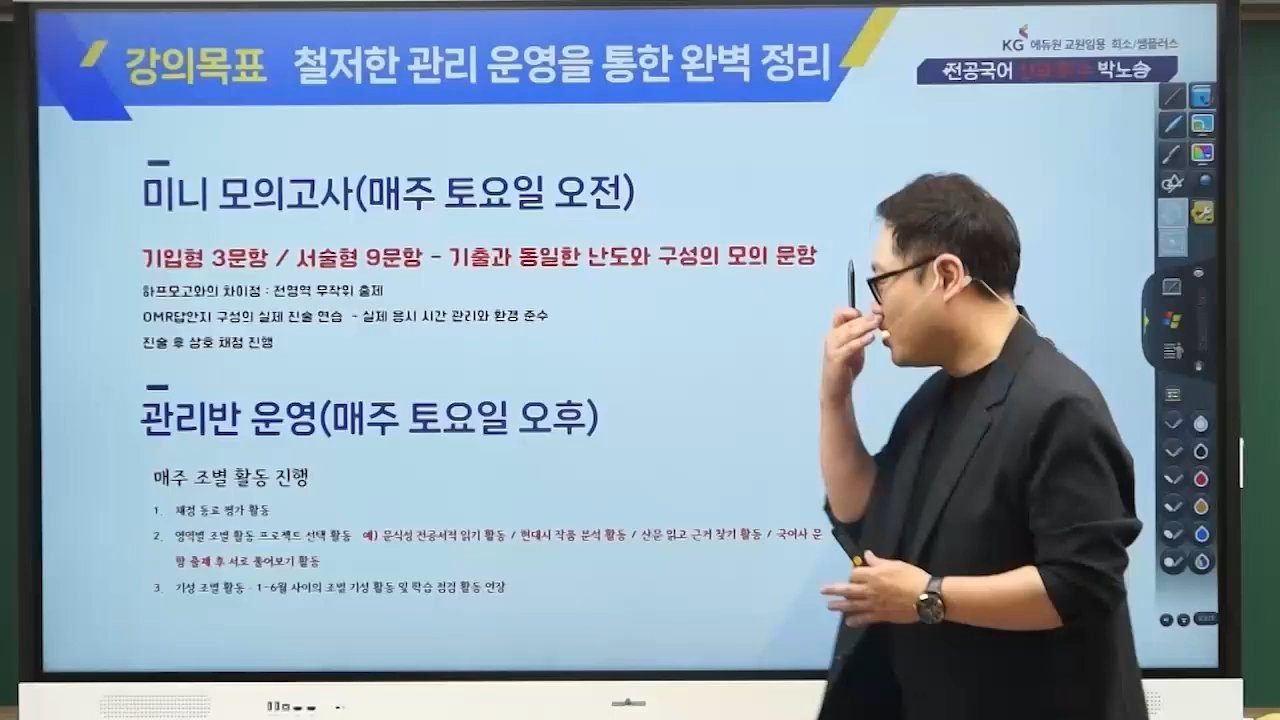 강의목표 철저한 관리 운영을 통한 완벽 정리
KG 에듀원 교원임용 희소/쌤플러스
전공국어 박노송
미니 모의고사(매주 토요일 오전)
기입형 3문항 / 서술형 9문항 - 기출과 동일한 난도와 구성의 모의 문항
하프모고와의 차이점 : 전영역 무작위 출제
OMR답안지 구성의 실제 진술 연습 - 실제 응시 시간 관리와 환경 준수
진술 후 상호 채점 진행
관리반 운영(매주 토요일 오후)
매주 조별 활동 진행
1. 채점 동료 평가 활동
2. 영역별 조별 활동 프로젝트 선택 활동 예) 문식성 전공서적 읽기 활동 / 현대시 작품 분석 활동 / 산문 읽고 근거 찾기 활동 / 국어사 문
항 출제 후 서로 풀어보기 활동
3. 기성 조별 활동 - 1-6월 사이의 조별 기성 활동 및 학습 점검 활동 연장